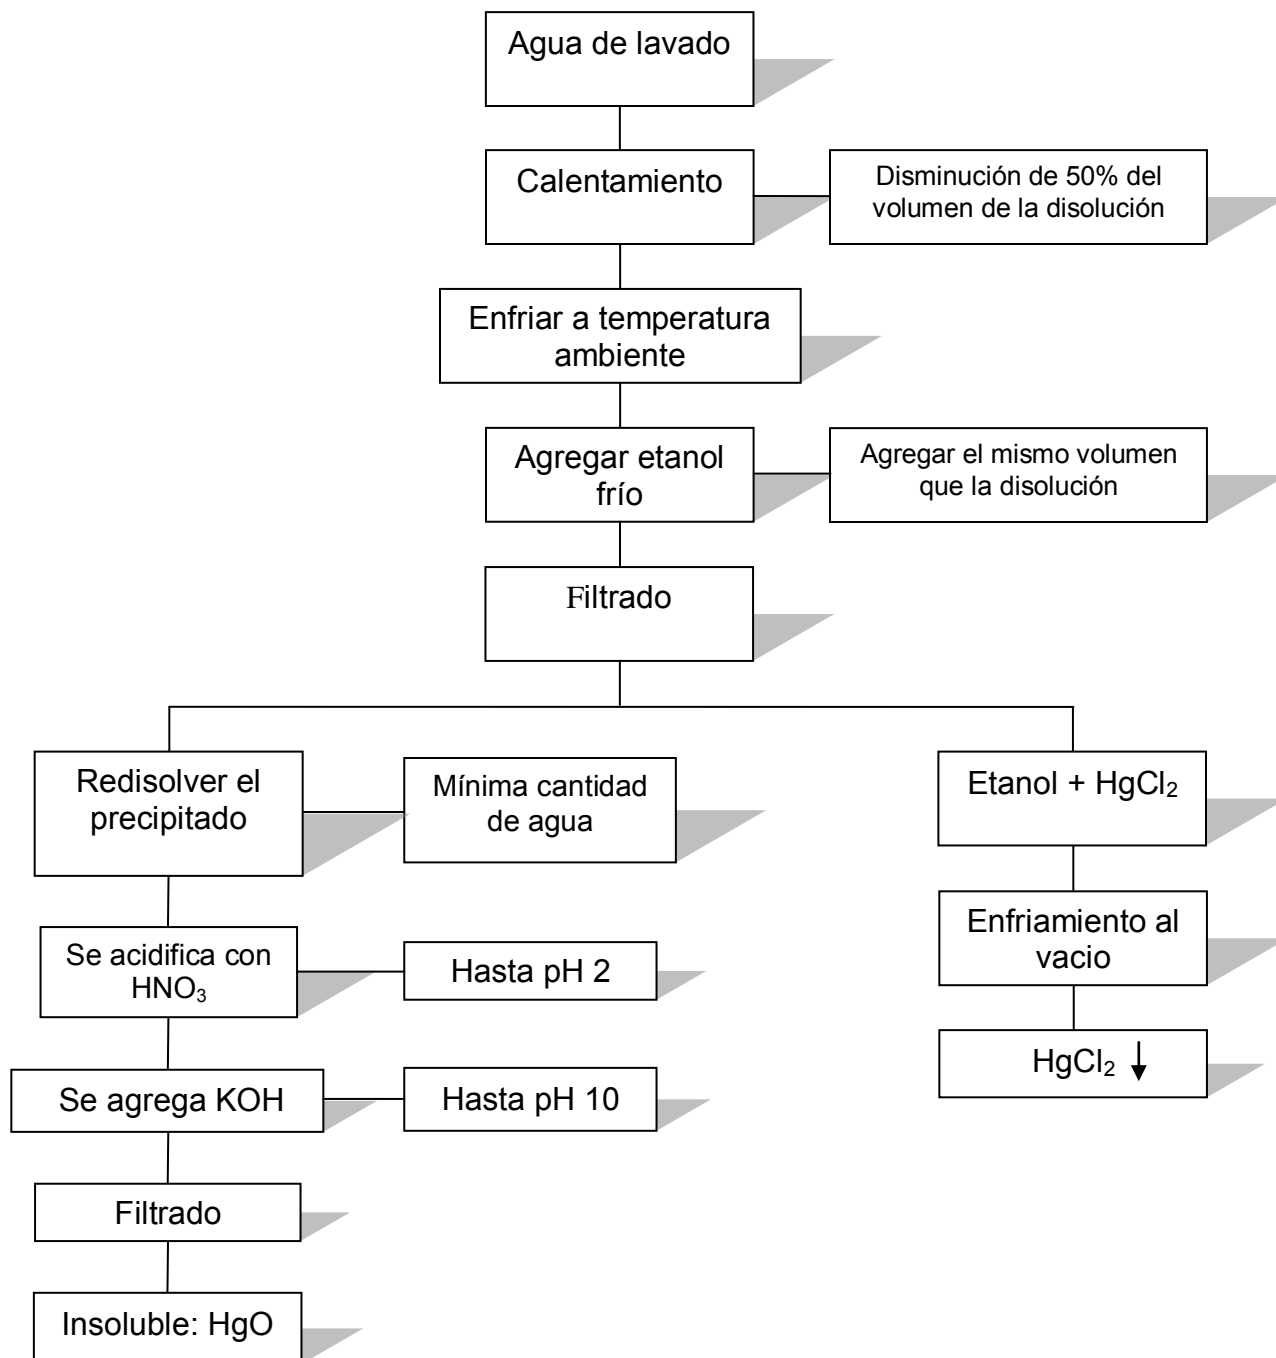 Agua de lavado
Calentamiento
Disminución de 50% del
volumen de la disolución
Enfriar a temperatura
ambiente
Agregar etanol
frío
Agregar el mismo volumen
que la disolución
Filtrado
Redisolver el
precipitado
Mínima cantidad
de agua
Etanol + HgCl₂
Se acidifica con
HNO₃
Hasta pH 2
Enfriamiento al
vacio
HgCl₂ ↓
Se agrega KOH
Hasta pH 10
Filtrado
Insoluble: HgO